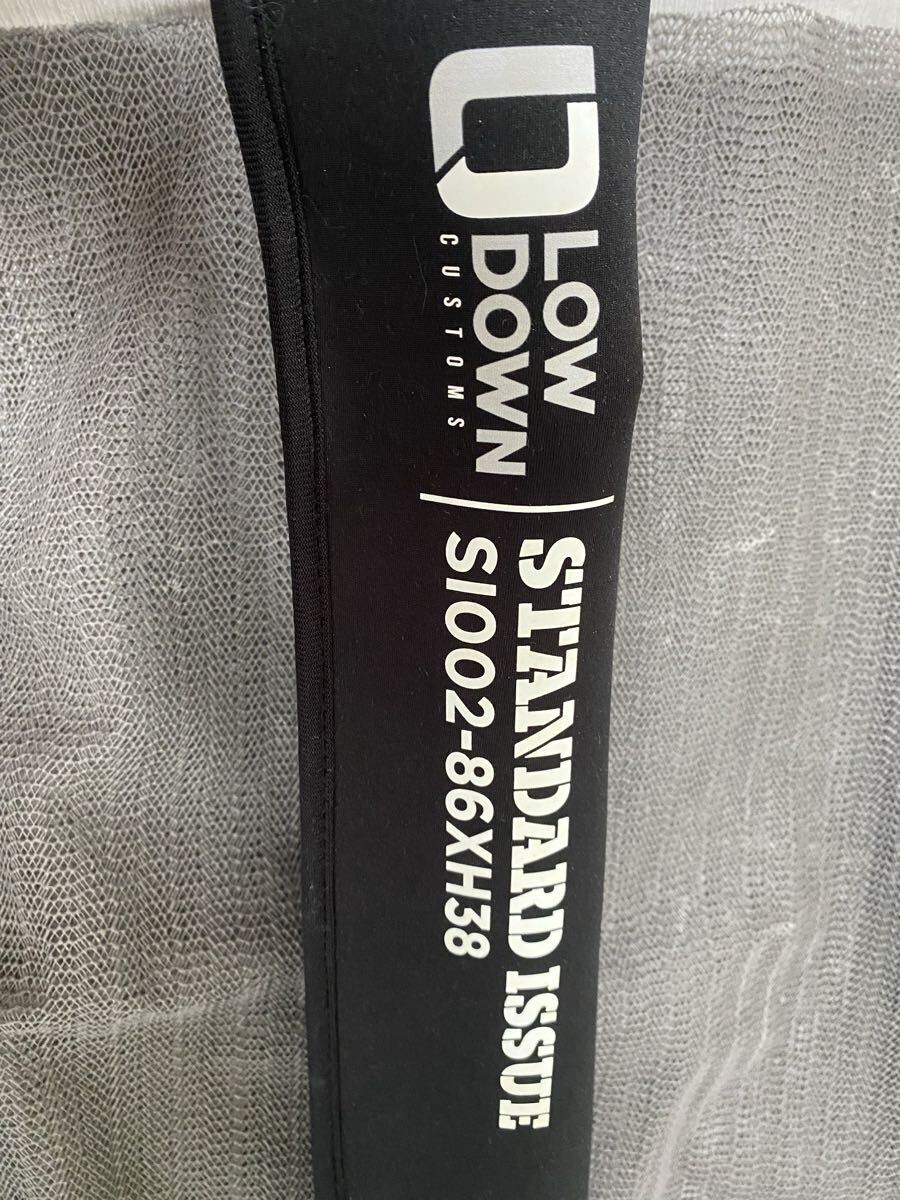 LOW
DOWN
CUSTOMS
STANDARD ISSUE
SI002-86XH38